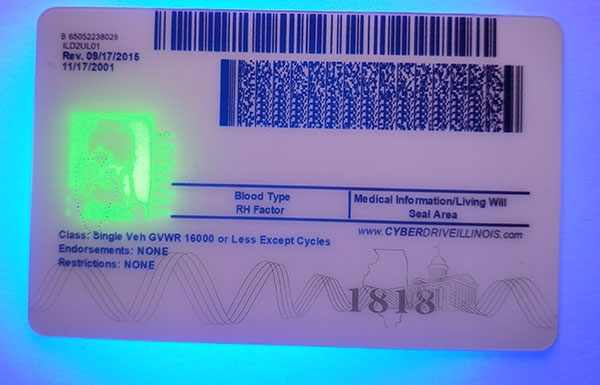 B 65052238028
ILD2UL01
Rev. 09/17/2015
11/17/2001
Blood Type
RH Factor
Medical Information/Living Will
Seal Area
www.CYBERDRIVEILLINOIS.com
Class: Single Veh GVWR 16000 or Less Except Cycles
Endorsements: NONE
Restrictions: NONE
1818